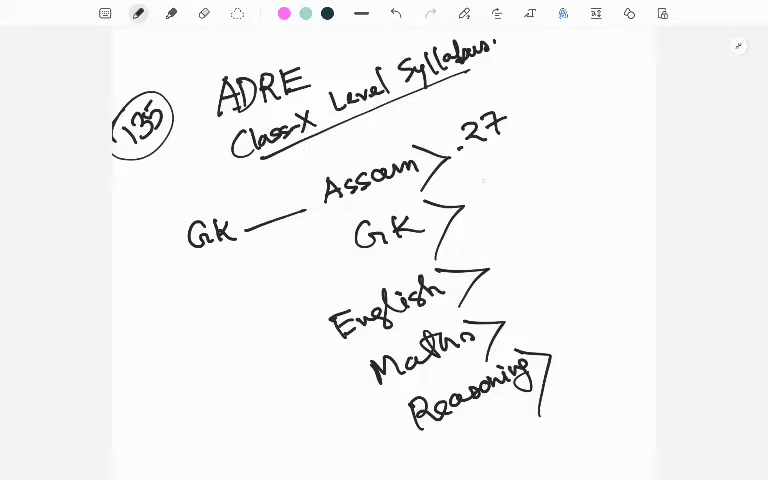 ADRE
Class-X Level Syllabus.
135
Assam .27
GK — GK
English
Maths
Reasoning